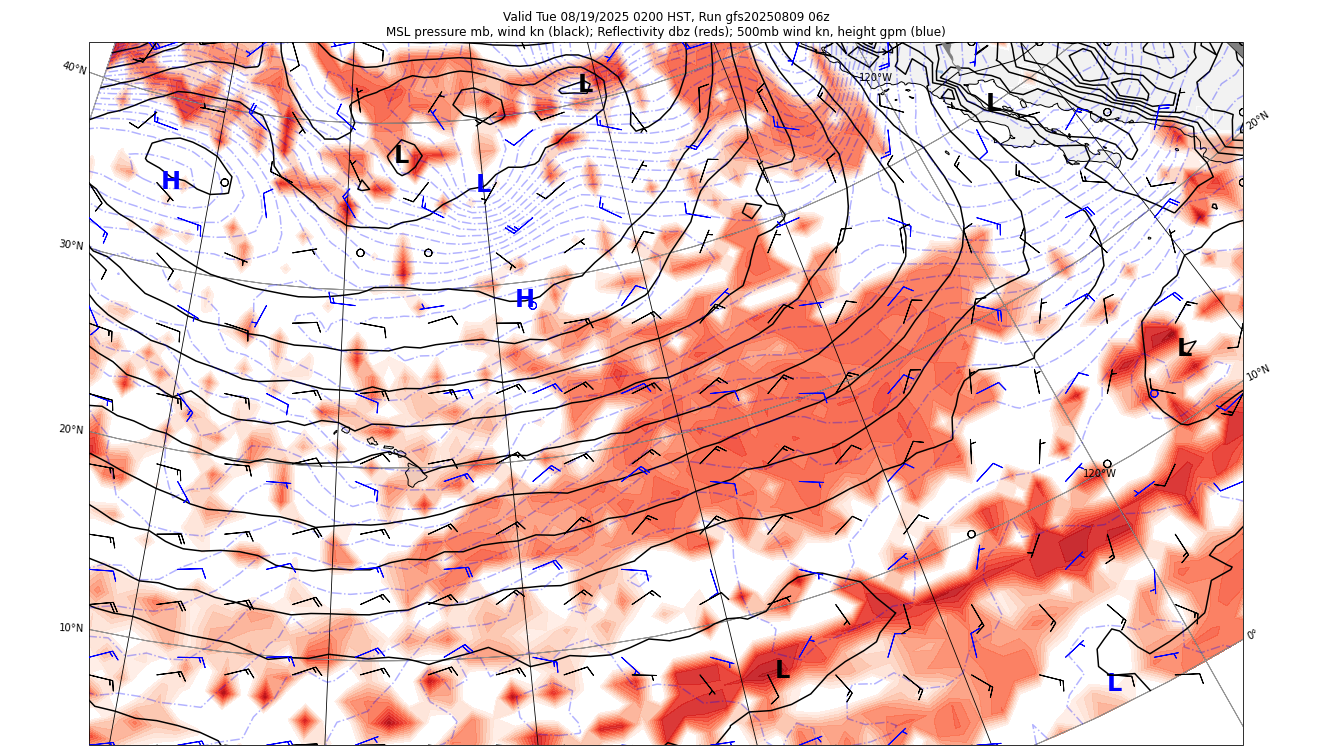 Valid Tue 08/19/2025 0200 HST, Run gfs20250809 06z
MSL pressure mb, wind kn (black); Reflectivity dbz (reds); 500mb wind kn, height gpm (blue)
40°N
120°W
L
L
20°N
L
H
L
30°N
H
L
10°N
20°N
120°W
10°N
0°
L
L